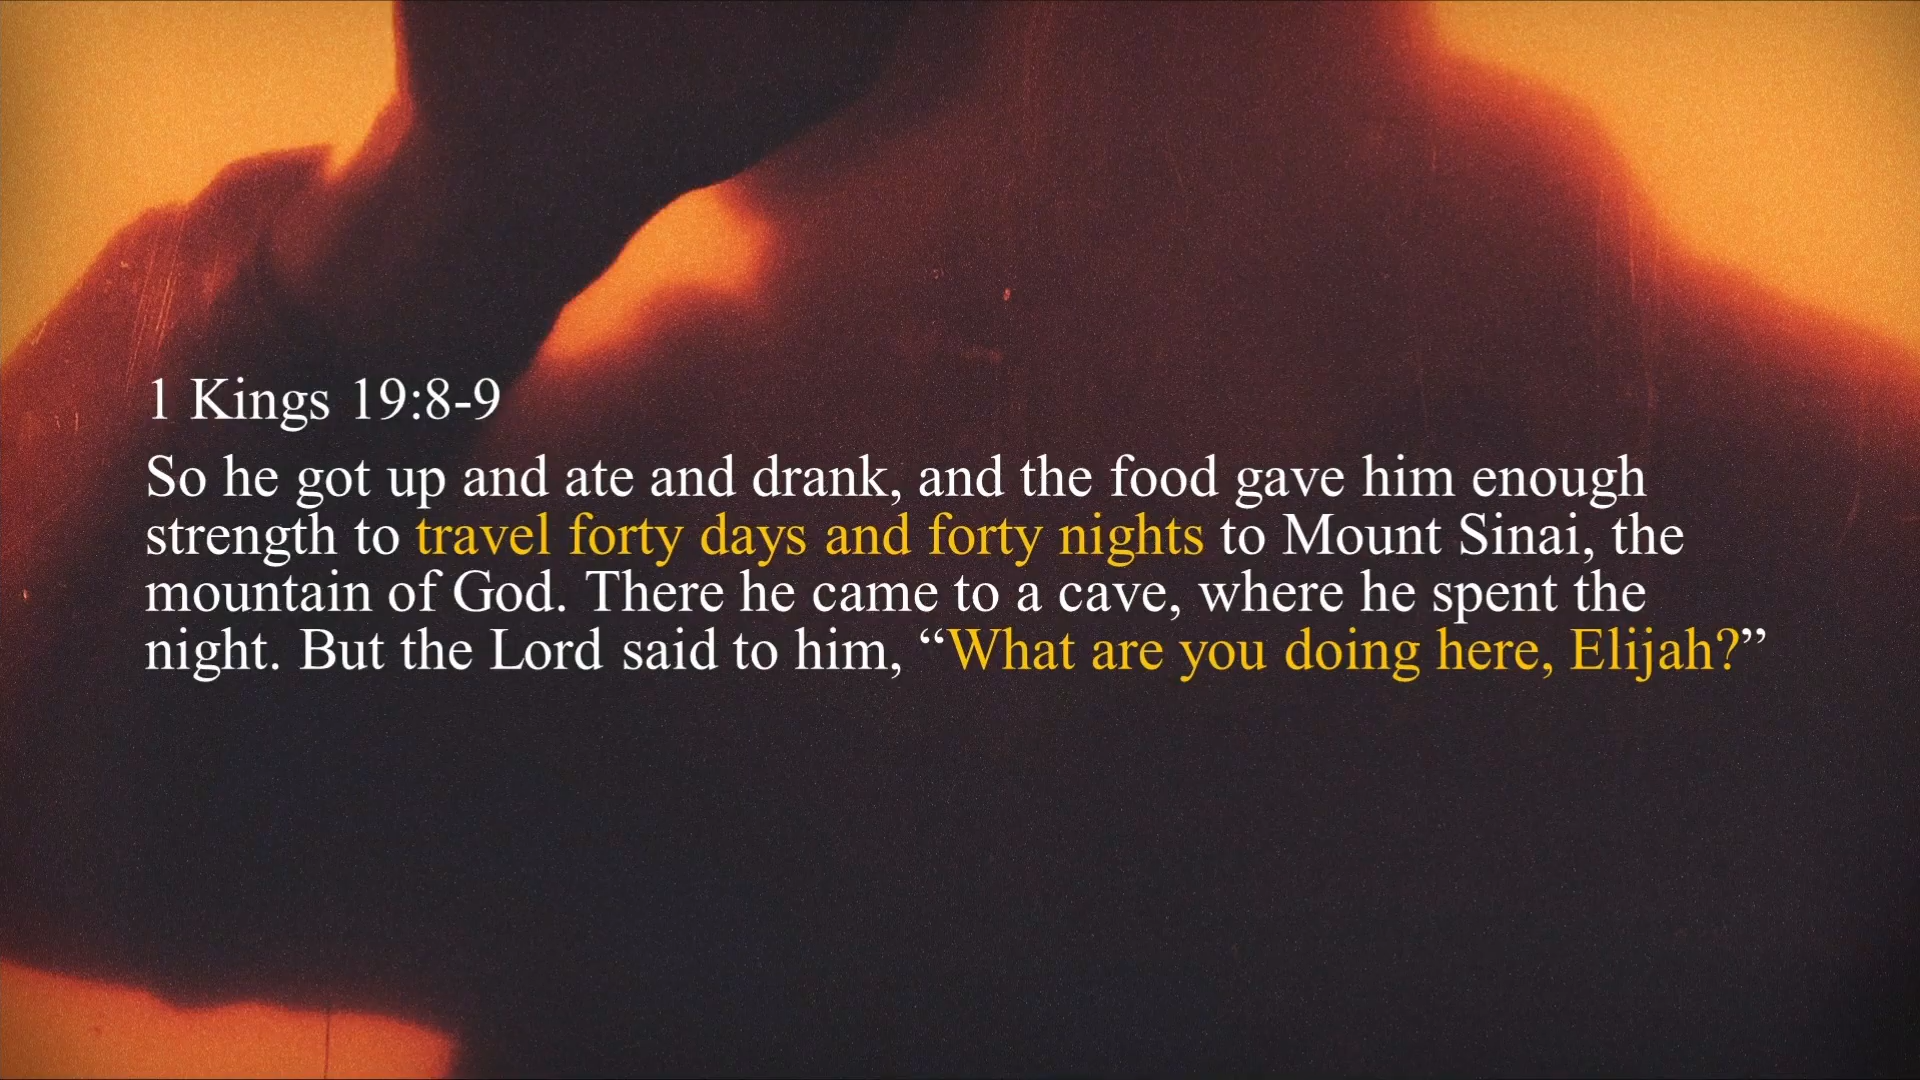 1 Kings 19:8-9
So he got up and ate and drank, and the food gave him enough
strength to travel forty days and forty nights to Mount Sinai, the
mountain of God. There he came to a cave, where he spent the
night. But the Lord said to him, “What are you doing here, Elijah?”